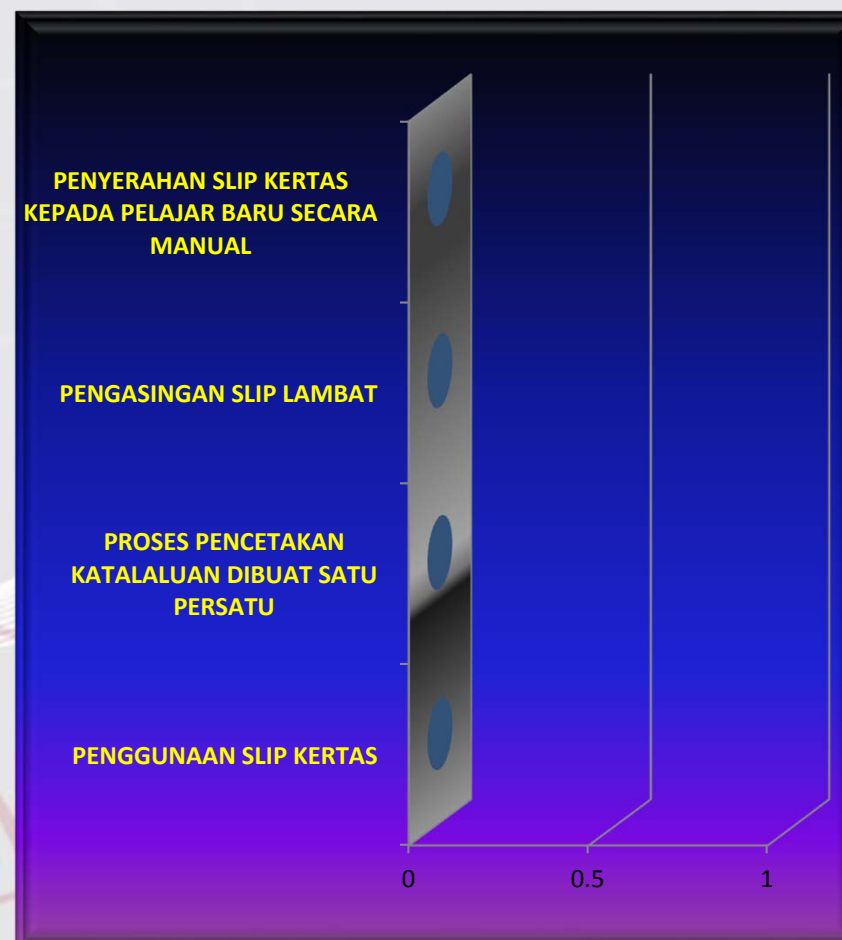 PENYERAHAN SLIP KERTAS
KEPADA PELAJAR BARU SECARA
MANUAL
PENGASINGAN SLIP LAMBAT
PROSES PENCETAKAN
KATALALUAN DIBUAT SATU
PERSATU
PENGGUNAAN SLIP KERTAS
0
0.5
1